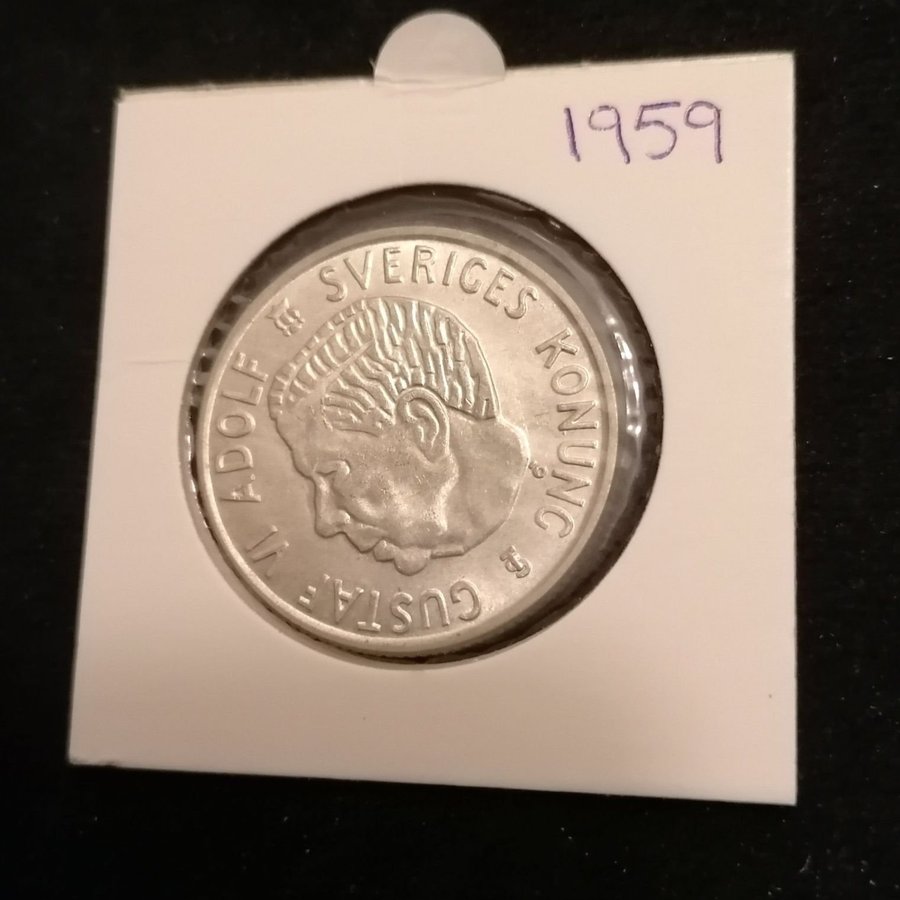 1959
GUSTAF VI ADOLF SVERIGES KONUNG